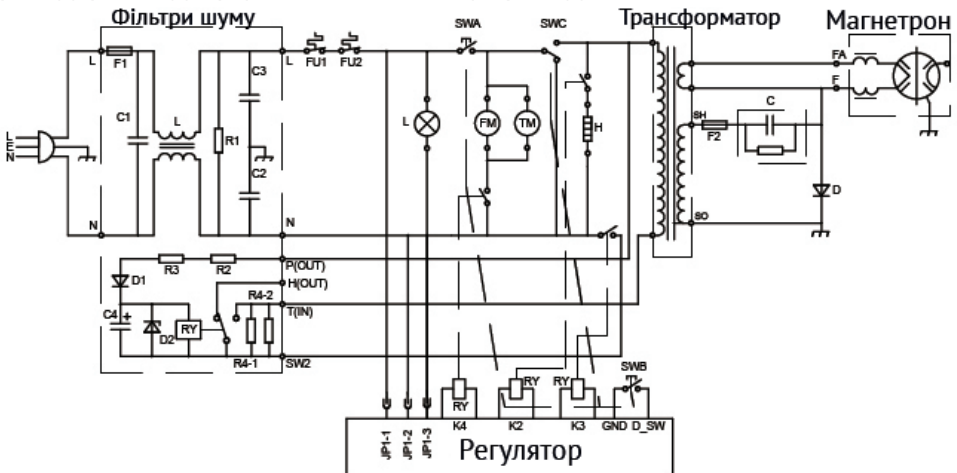 Фільтри шуму
Трансформатор
Магнетрон
SWA
SWC
L
F1
L
FU1
FU2
C3
C1
L
R1
C2
L
FM
TM
H
FA
F
SH
F2
C
D
SO
L
E
N
N
N
R3
R2
P(OUT)
D1
H(OUT)
R4-2
T(IN)
C4
+
D2
RY
R4-1
SW2
RY
RY
RY
SWB
K4
K2
K3
GND
D_SW
JP1-1
JP1-2
JP1-3
Регулятор